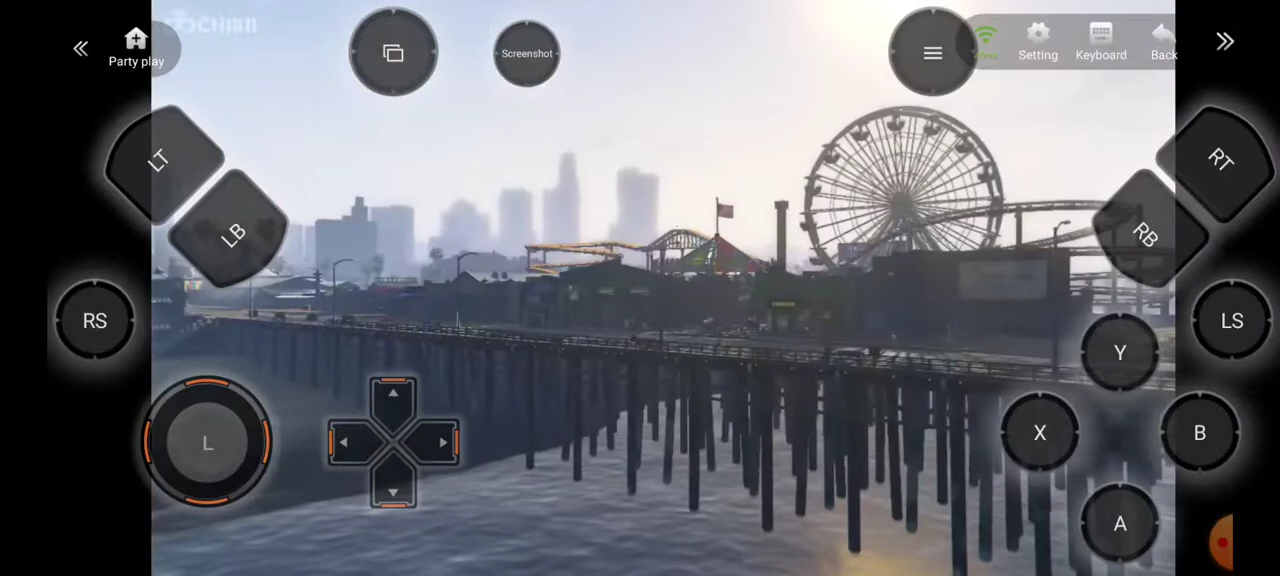 Party play
Screenshot
Setting
Keyboard
Back
LT
LB
RT
RB
RS
LS
L
Y
X
B
A